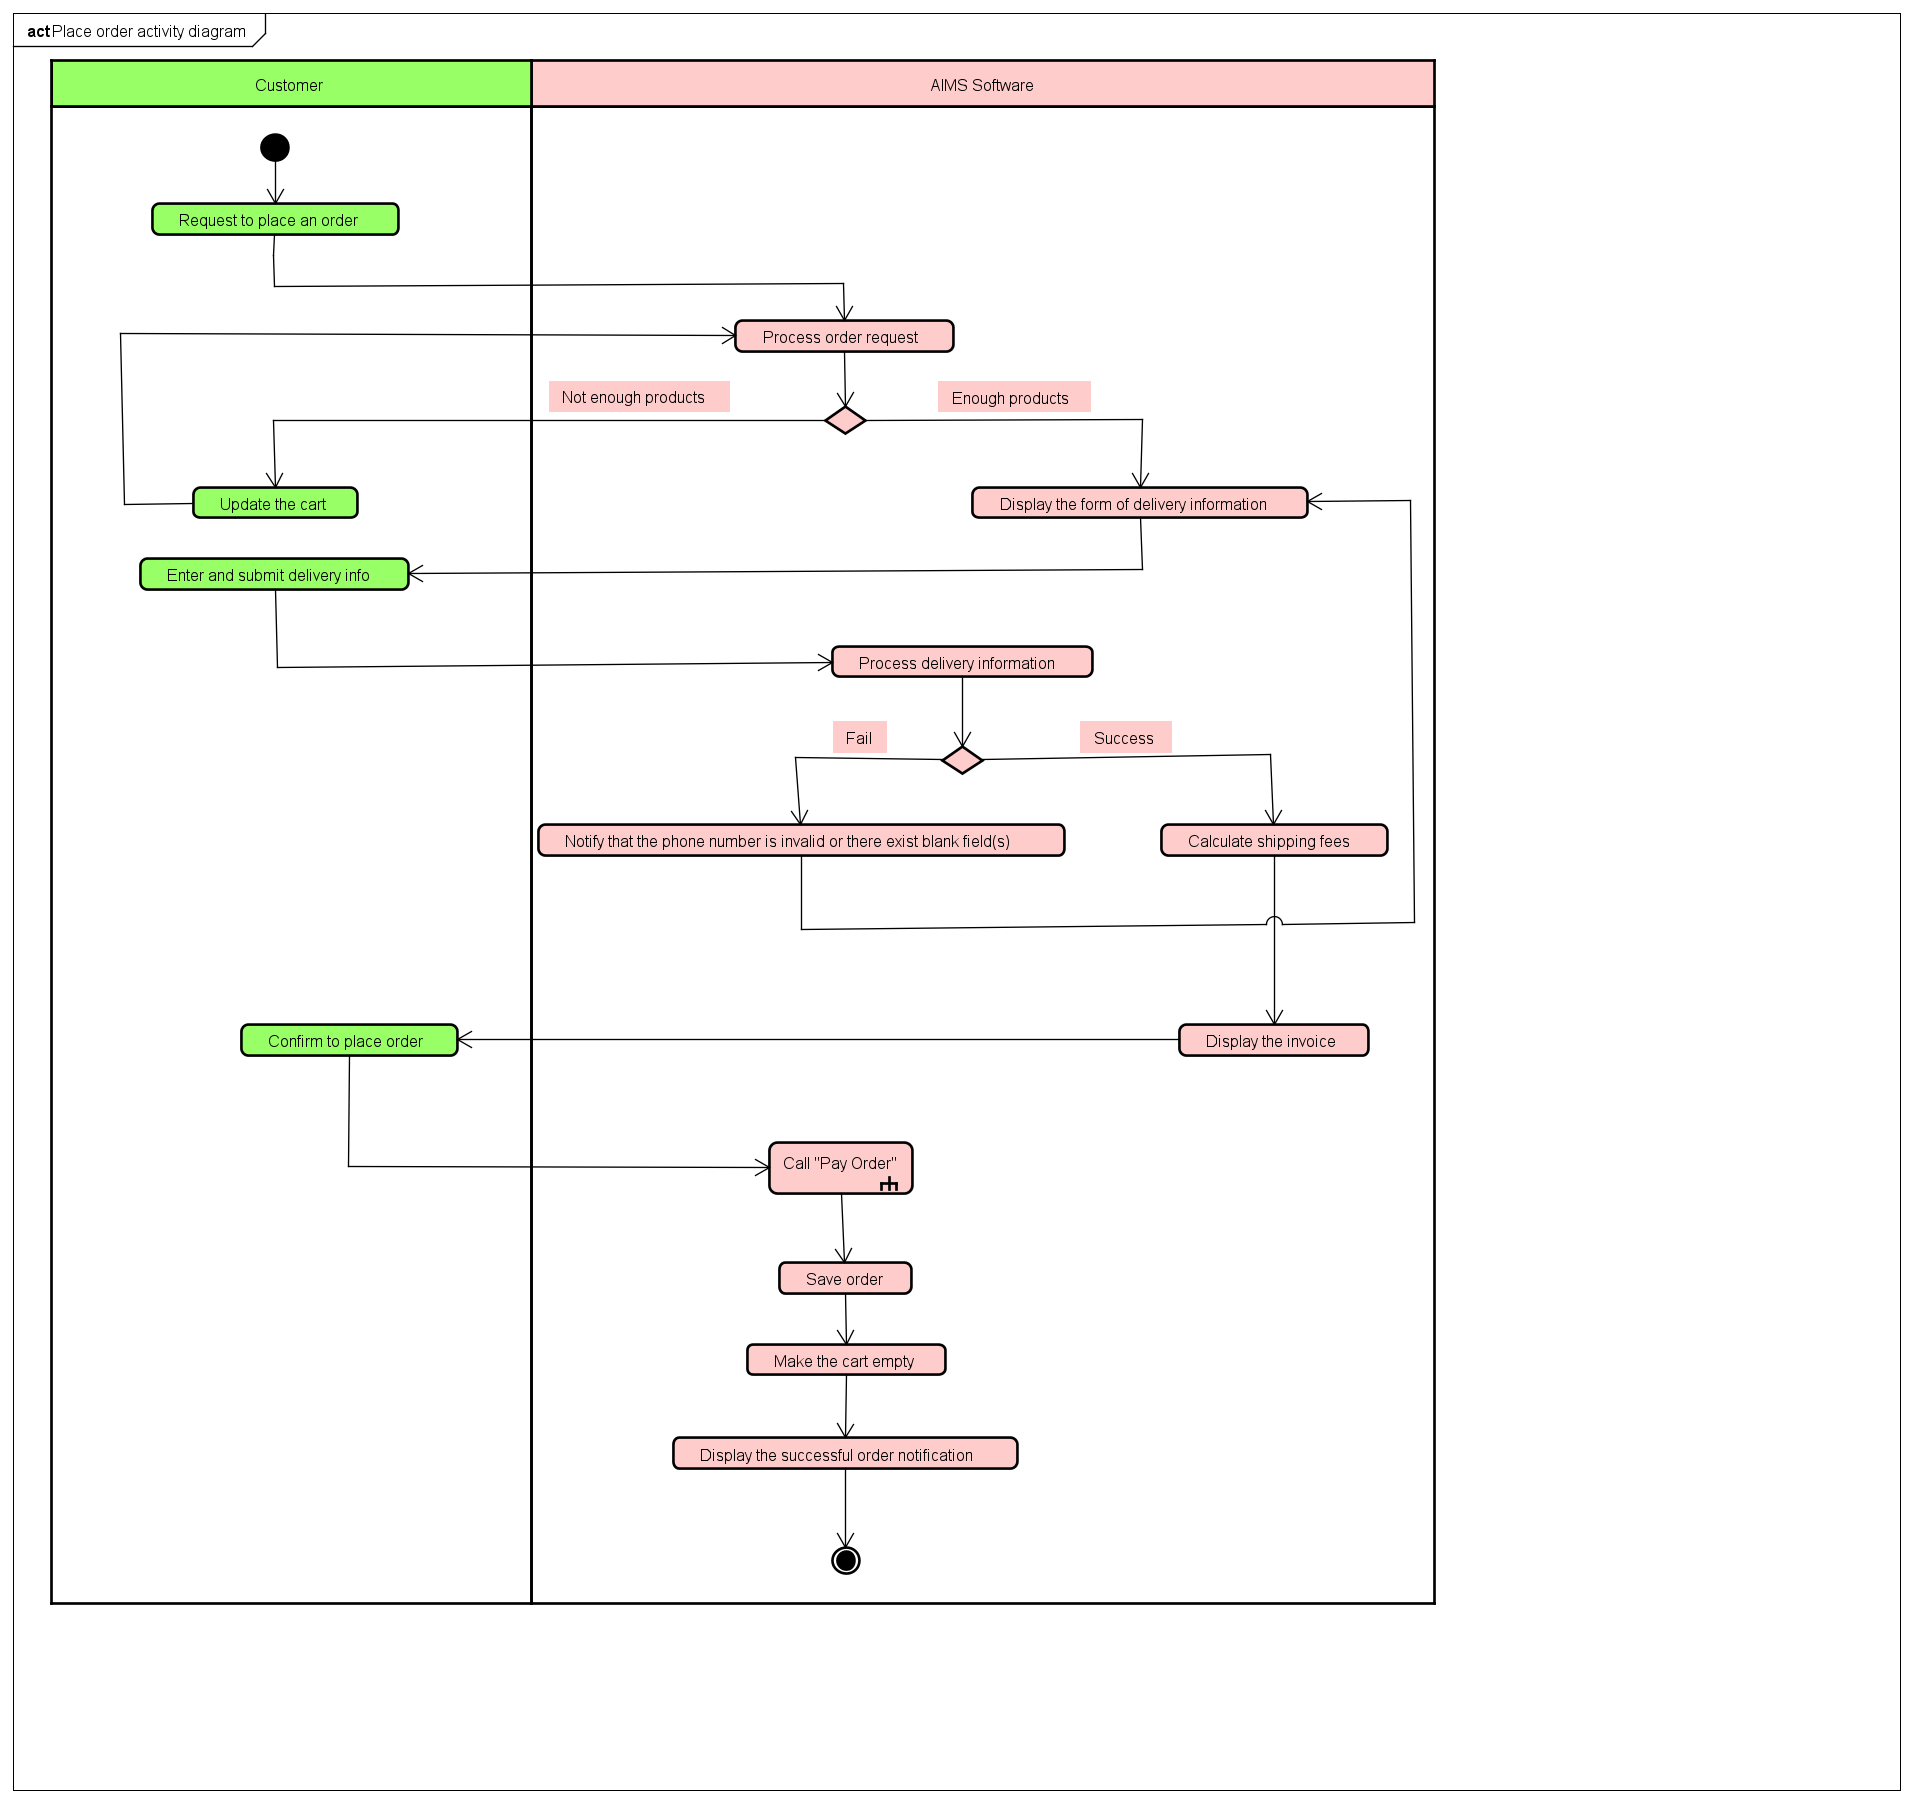 act Place order activity diagram
Customer
AIMS Software
Request to place an order
Process order request
Not enough products
Enough products
Update the cart
Display the form of delivery information
Enter and submit delivery info
Process delivery information
Fail
Success
Notify that the phone number is invalid or there exist blank field(s)
Calculate shipping fees
Confirm to place order
Display the invoice
Call "Pay Order"
Save order
Make the cart empty
Display the successful order notification